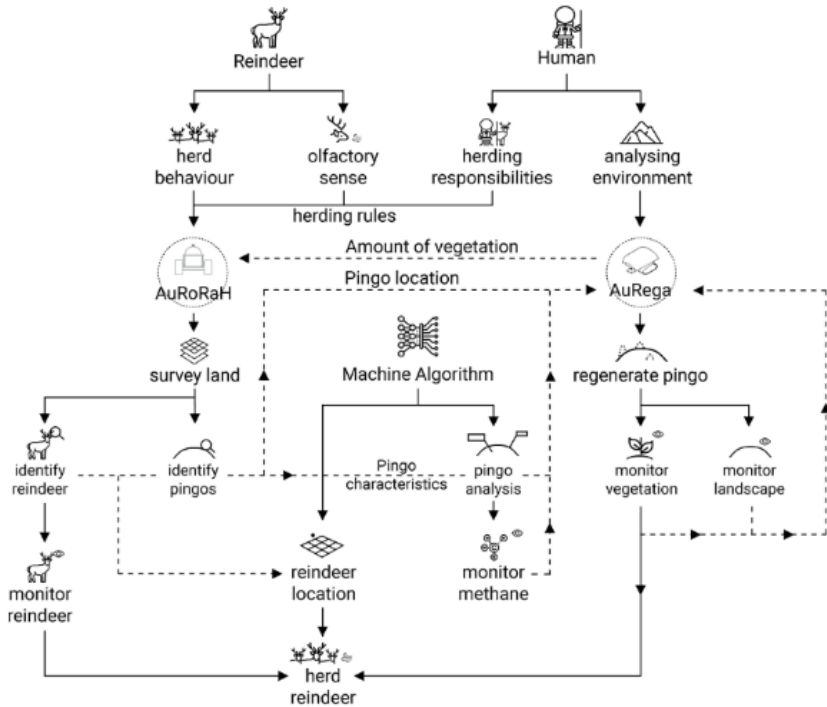 Reindeer
Human
herd
behaviour
olfactory
sense
herding
responsibilities
analysing
environment
herding rules
Amount of vegetation
AuRoRaH
Pingo location
AuRega
survey land
Machine Algorithm
regenerate pingo
identify
reindeer
identify
pingos
Pingo
characteristics
pingo
analysis
monitor
vegetation
monitor
landscape
monitor
reindeer
reindeer
location
monitor
methane
herd
reindeer